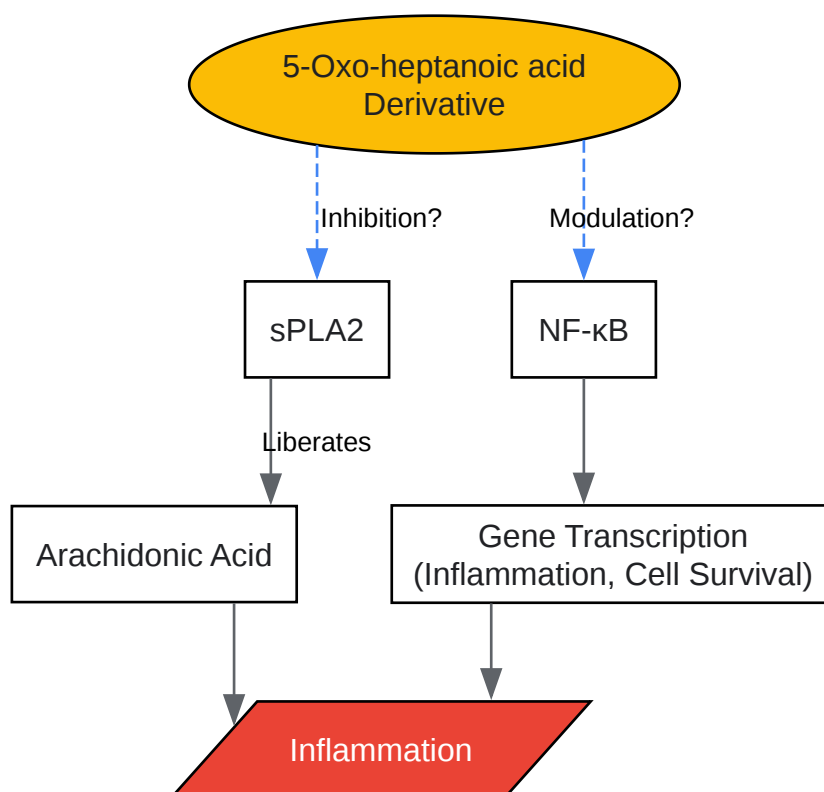 5-Oxo-heptanoic acid
Derivative
Inhibition?
Modulation?
sPLA2
NF-κB
Liberates
Arachidonic Acid
Gene Transcription
(Inflammation, Cell Survival)
Inflammation